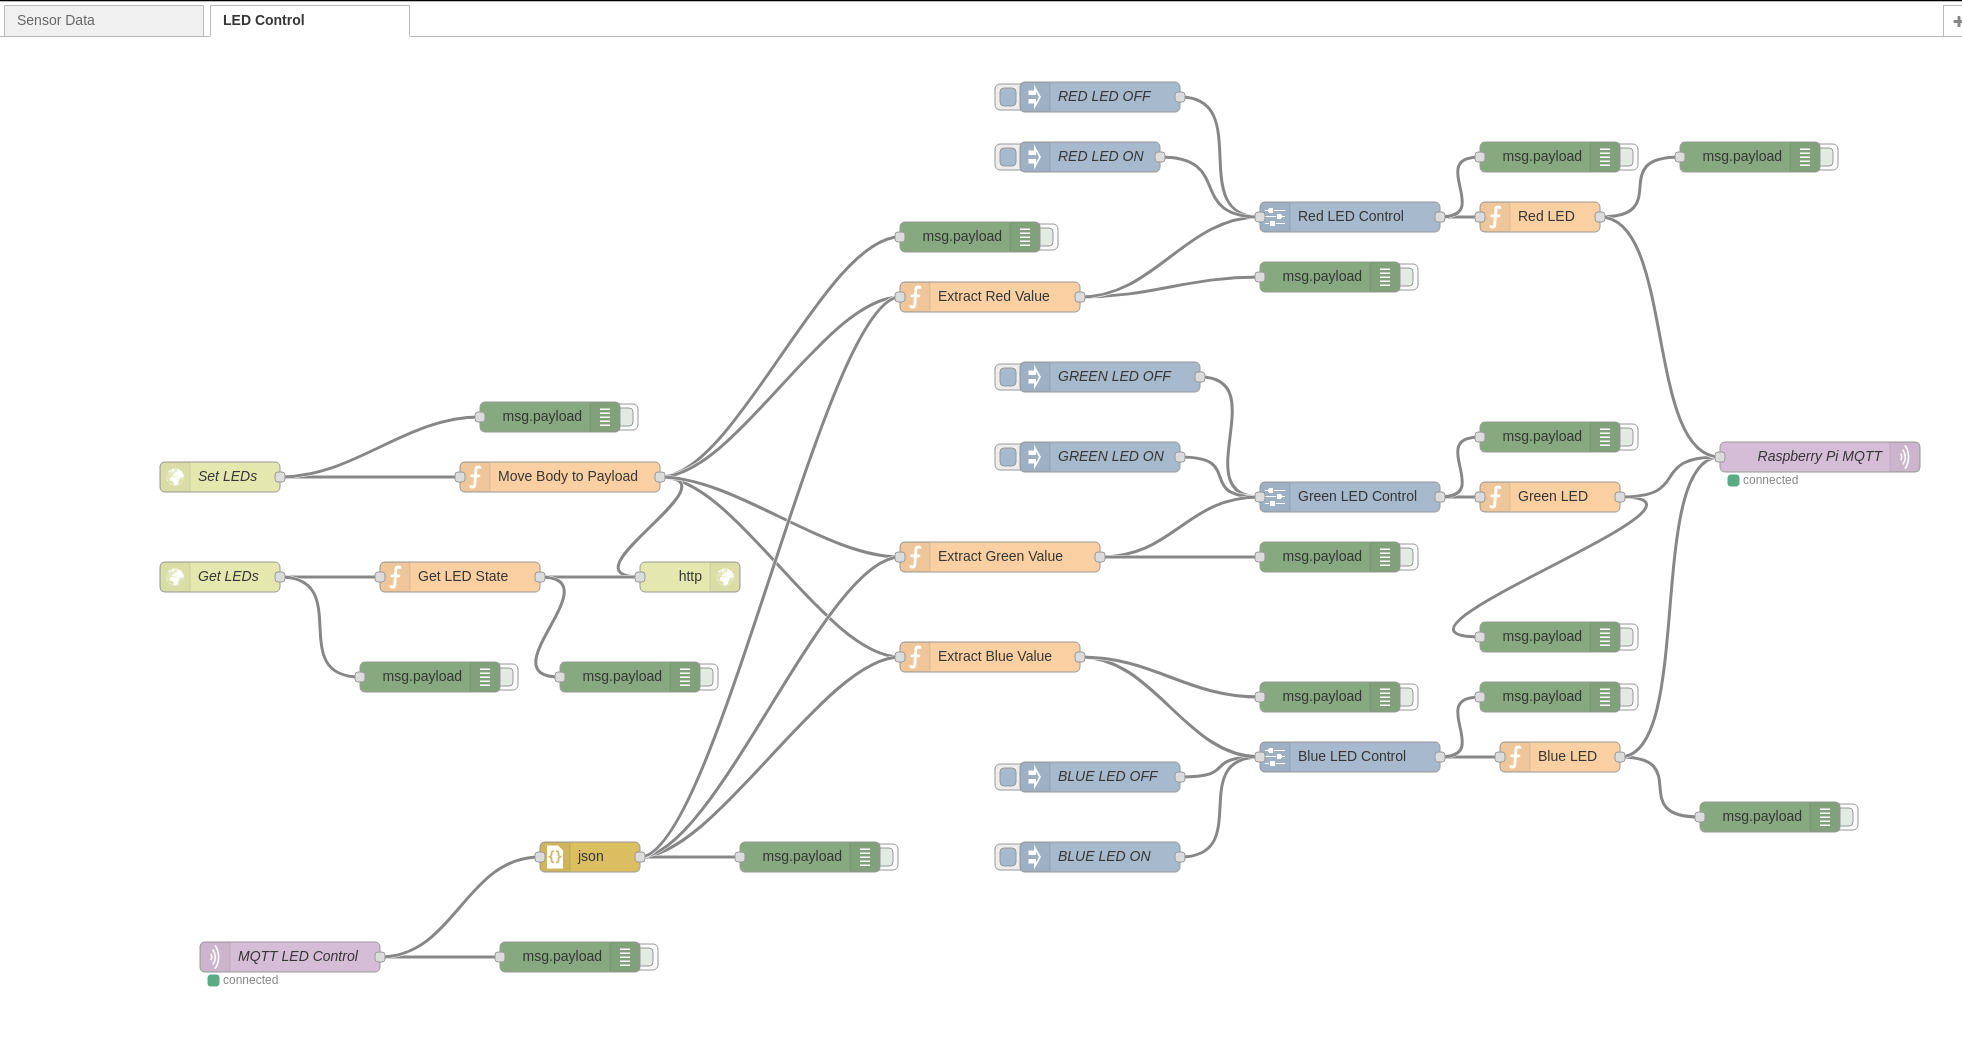 Sensor Data
LED Control
RED LED OFF
RED LED ON
msg.payload
msg.payload
Red LED Control
Red LED
msg.payload
msg.payload
Extract Red Value
GREEN LED OFF
msg.payload
msg.payload
GREEN LED ON
Raspberry Pi MQTT
connected
Set LEDs
Move Body to Payload
Green LED Control
Green LED
Extract Green Value
msg.payload
Get LEDs
Get LED State
http
msg.payload
Extract Blue Value
msg.payload
msg.payload
msg.payload
msg.payload
Blue LED Control
Blue LED
BLUE LED OFF
msg.payload
json
msg.payload
BLUE LED ON
MQTT LED Control
msg.payload
connected